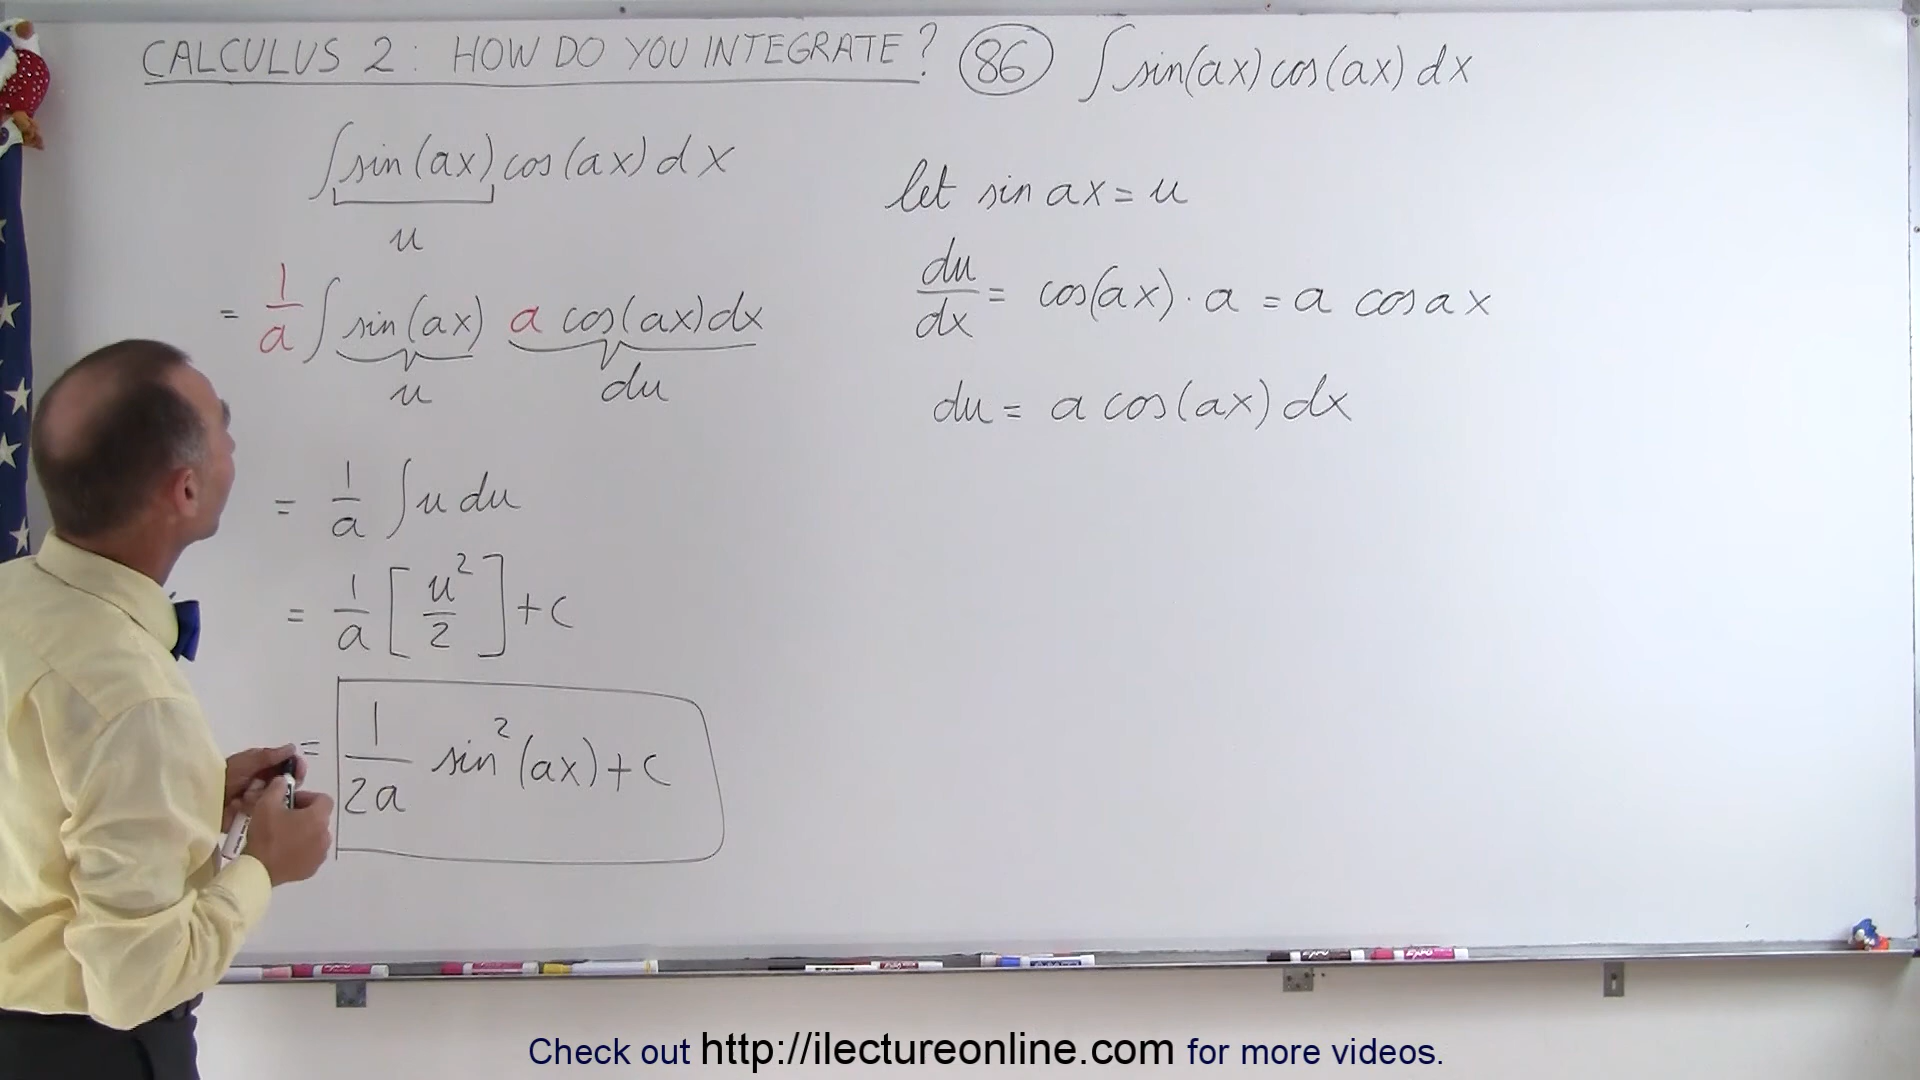 CALCULUS 2 : HOW DO YOU INTEGRATE ? 86 ∫ sin(ax) cos(ax) dx
∫ sin(ax) cos(ax) dx
u
= 1/a ∫ sin(ax) a cos(ax) dx
u du
= 1/a ∫ u du
= 1/a [u²/2] + C
= 1/2a sin²(ax) + C
let sin ax = u
du/dx = cos(ax) · a = a cos ax
du = a cos(ax) dx
Check out http://ilectureonline.com for more videos.